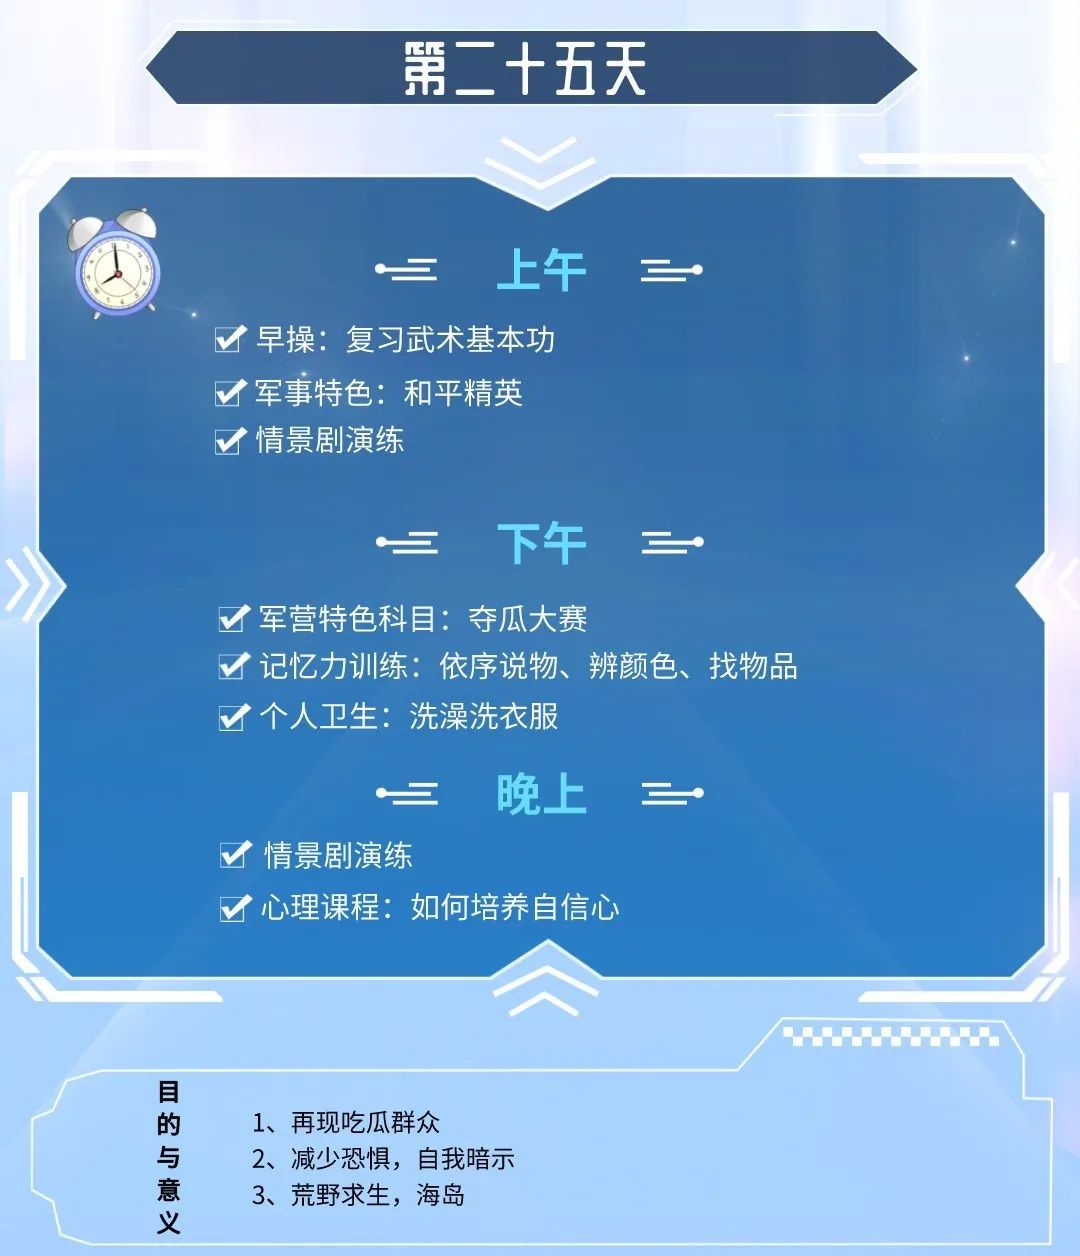 第二十五天
上午
早操：复习武术基本功
军事特色：和平精英
情景剧演练
下午
军营特色科目：夺瓜大赛
记忆力训练：依序说物、辨颜色、找物品
个人卫生：洗澡洗衣服
晚上
情景剧演练
心理课程：如何培养自信心
目的与意义
1、再现吃瓜群众
2、减少恐惧，自我暗示
3、荒野求生，海岛